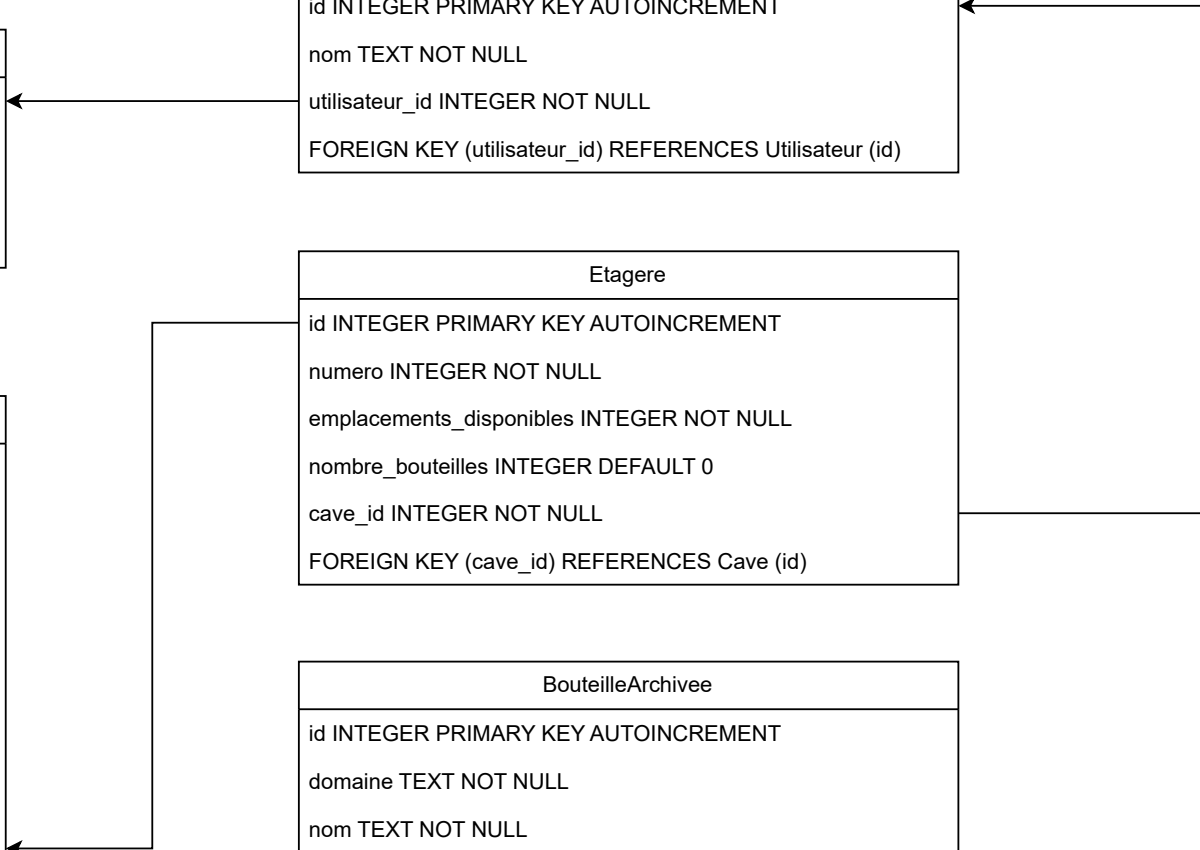 id INTEGER PRIMARY KEY AUTOINCREMENT
nom TEXT NOT NULL
utilisateur_id INTEGER NOT NULL
FOREIGN KEY (utilisateur_id) REFERENCES Utilisateur (id)
Etagere
id INTEGER PRIMARY KEY AUTOINCREMENT
numero INTEGER NOT NULL
emplacements_disponibles INTEGER NOT NULL
nombre_bouteilles INTEGER DEFAULT 0
cave_id INTEGER NOT NULL
FOREIGN KEY (cave_id) REFERENCES Cave (id)
BouteilleArchivee
id INTEGER PRIMARY KEY AUTOINCREMENT
domaine TEXT NOT NULL
nom TEXT NOT NULL